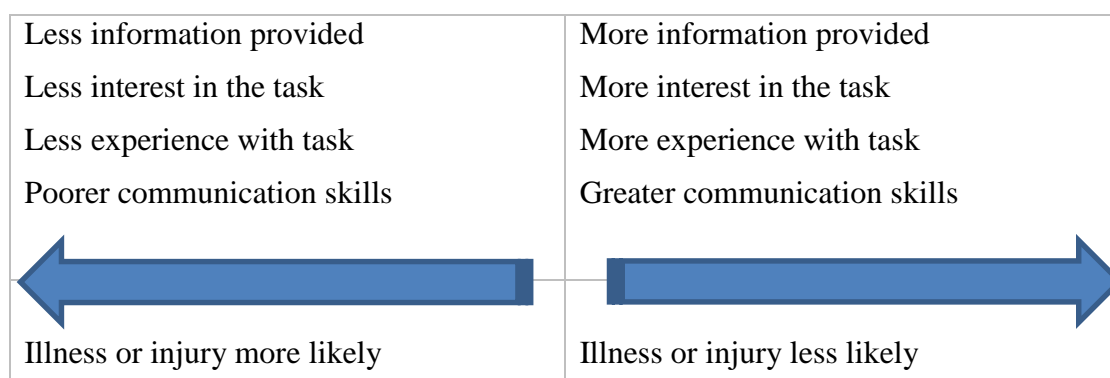 Less information provided
Less interest in the task
Less experience with task
Poorer communication skills
Illness or injury more likely
More information provided
More interest in the task
More experience with task
Greater communication skills
Illness or injury less likely